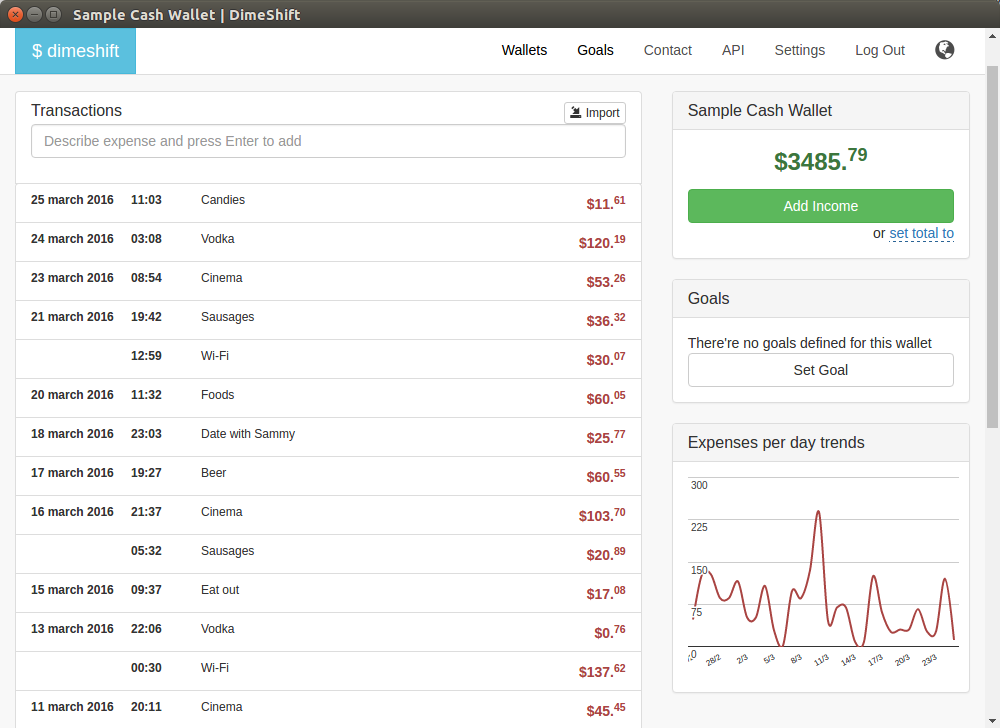 Sample Cash Wallet | DimeShift
$ dimeshift Wallets Goals Contact API Settings Log Out
Transactions
Import
Describe expense and press Enter to add
25 march 2016 11:03 Candies $11.61
24 march 2016 03:08 Vodka $120.19
23 march 2016 08:54 Cinema $53.26
21 march 2016 19:42 Sausages $36.32
12:59 Wi-Fi $30.07
20 march 2016 11:32 Foods $60.05
18 march 2016 23:03 Date with Sammy $25.77
17 march 2016 19:27 Beer $60.55
16 march 2016 21:37 Cinema $103.70
05:32 Sausages $20.89
15 march 2016 09:37 Eat out $17.08
13 march 2016 22:06 Vodka $0.76
00:30 Wi-Fi $137.62
11 march 2016 20:11 Cinema $45.45
Sample Cash Wallet
$3485.79
Add Income
or set total to
Goals
There're no goals defined for this wallet
Set Goal
Expenses per day trends
300
225
150
75
0
28/2 2/3 5/3 8/3 11/3 14/3 17/3 20/3 23/3